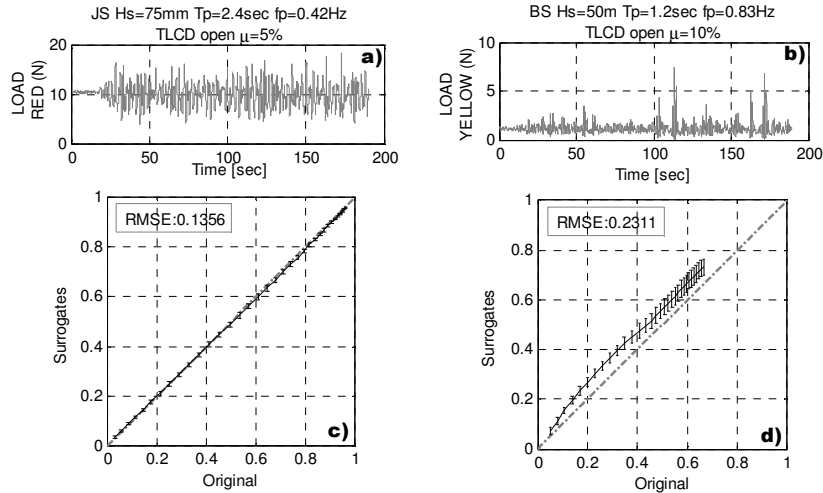 JS Hs=75mm Tp=2.4sec fp=0.42Hz
TLCD open μ=5%
a)
LOAD
RED (N)
20
10
0
0 50 100 150 200
Time [sec]
BS Hs=50m Tp=1.2sec fp=0.83Hz
TLCD open μ=10%
b)
LOAD
YELLOW (N)
10
5
0
0 50 100 150 200
Time [sec]
RMSE:0.1356
Surrogates
1
0.8
0.6
0.4
0.2
0
c)
0 0.2 0.4 0.6 0.8 1
Original
RMSE:0.2311
Surrogates
1
0.8
0.6
0.4
0.2
0
d)
0 0.2 0.4 0.6 0.8 1
Original